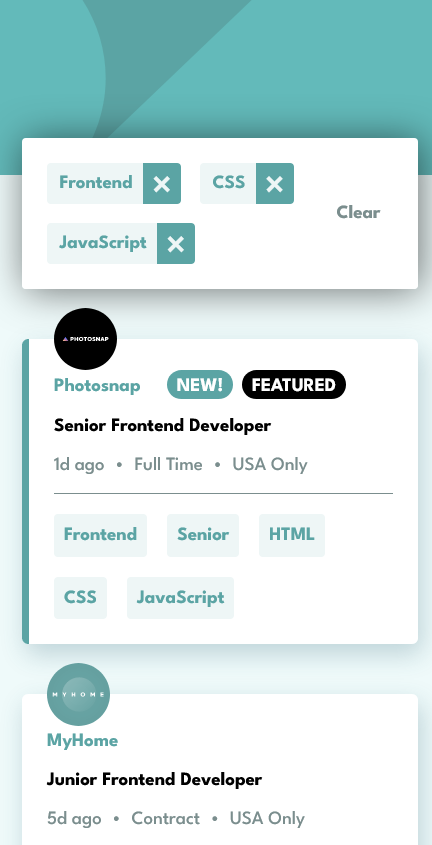 Frontend CSS
Clear
JavaScript
PHOTOSNAP
Photosnap NEW! FEATURED
Senior Frontend Developer
1d ago • Full Time • USA Only
Frontend Senior HTML
CSS JavaScript
MYHOME
MyHome
Junior Frontend Developer
5d ago • Contract • USA Only